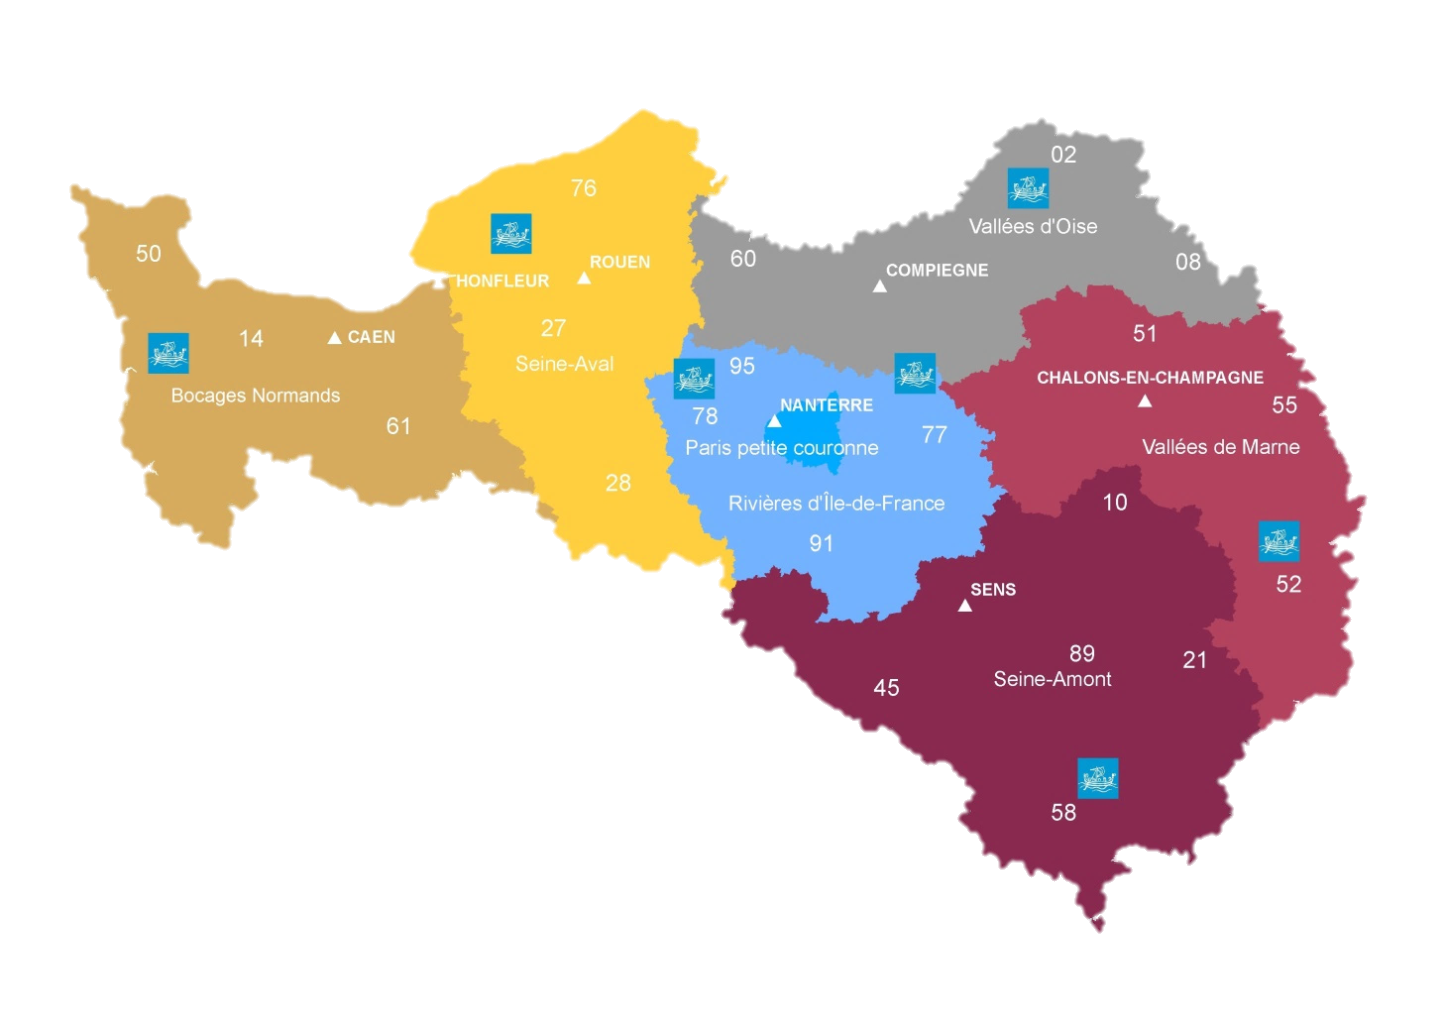 02
76
Vallées d'Oise
50
60
ROUEN
08
COMPIEGNE
HONFLEUR
27
51
14
CAEN
Seine-Aval
95
CHALONS-EN-CHAMPAGNE
Bocages Normands
NANTERRE
55
78
61
77
Paris petite couronne
Vallées de Marne
28
Rivières d'Île-de-France
10
91
52
SENS
89
21
Seine-Amont
45
58